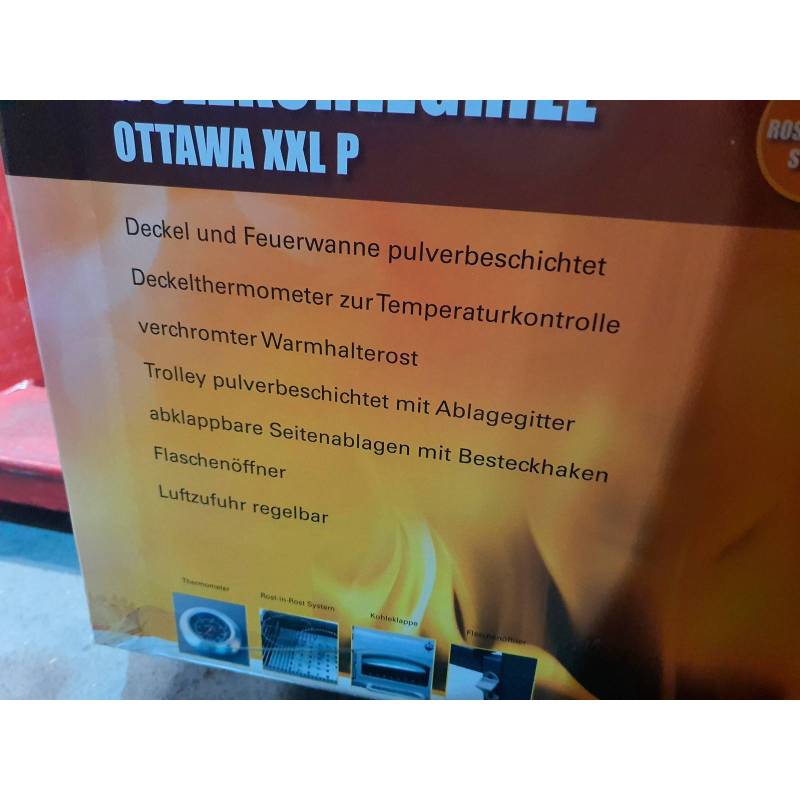 OTTAWA XXL P
Deckel und Feuerwanne pulverbeschichtet
Deckelthermometer zur Temperaturkontrolle
verchromter Warmhalterost
Trolley pulverbeschichtet mit Ablagegitter
abklappbare Seitenablagen mit Besteckhaken
Flaschenöffner
Luftzufuhr regelbar
Thermometer
Rost-in-Rost System
Kohleklappe
Flaschenöffner